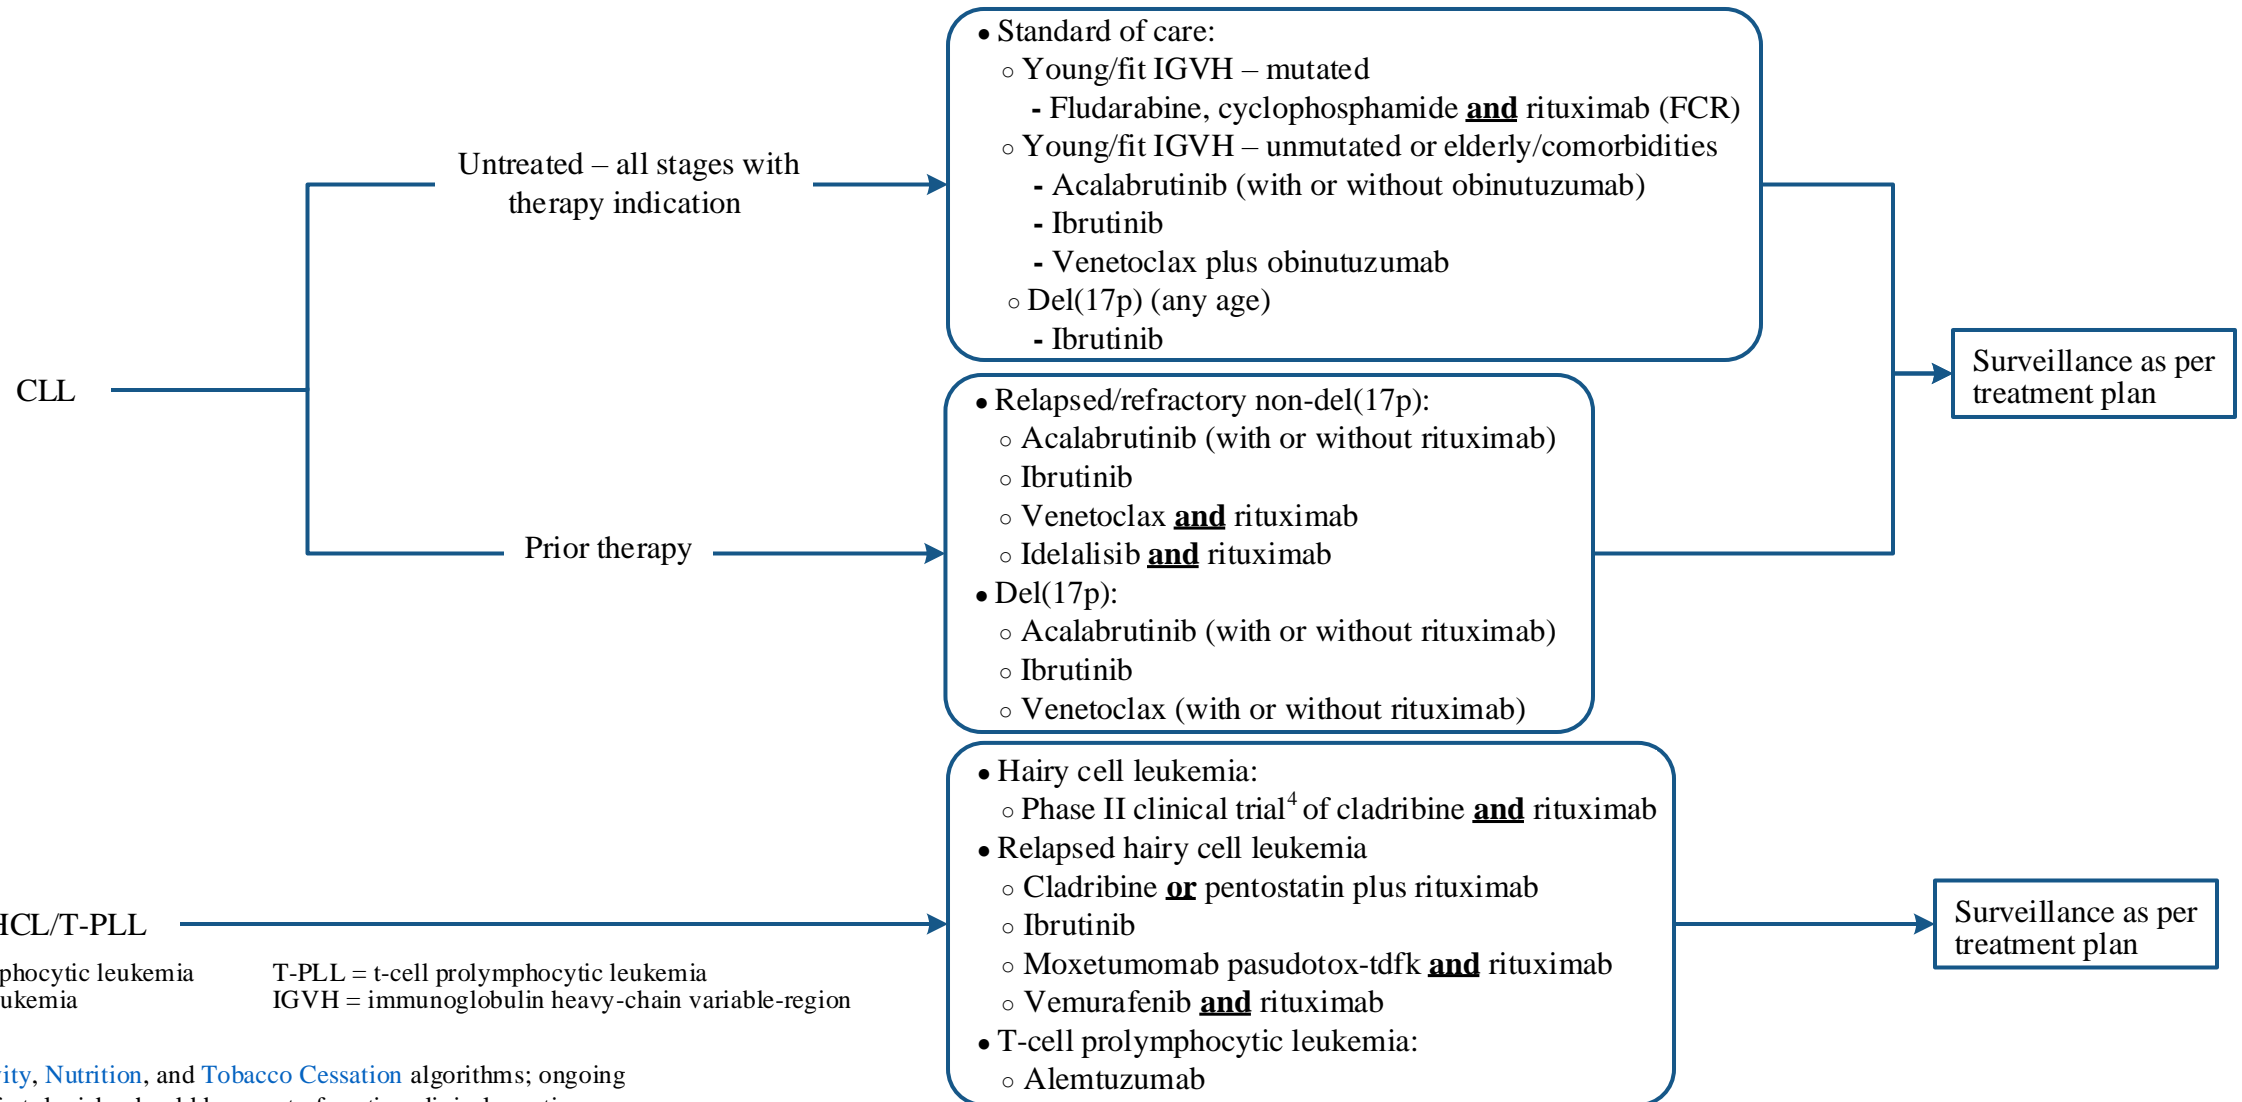 • Standard of care:
○ Young/fit IGVH – mutated
- Fludarabine, cyclophosphamide and rituximab (FCR)
○ Young/fit IGVH – unmutated or elderly/comorbidities
- Acalabrutinib (with or without obinutuzumab)
- Ibrutinib
- Venetoclax plus obinutuzumab
○ Del(17p) (any age)
- Ibrutinib
Untreated – all stages with
therapy indication
CLL
Surveillance as per
treatment plan
Prior therapy
• Relapsed/refractory non-del(17p):
○ Acalabrutinib (with or without rituximab)
○ Ibrutinib
○ Venetoclax and rituximab
○ Idelalisib and rituximab
• Del(17p):
○ Acalabrutinib (with or without rituximab)
○ Ibrutinib
○ Venetoclax (with or without rituximab)
• Hairy cell leukemia:
○ Phase II clinical trial4 of cladribine and rituximab
• Relapsed hairy cell leukemia
○ Cladribine or pentostatin plus rituximab
○ Ibrutinib
○ Moxetumomab pasudotox-tdfk and rituximab
○ Vemurafenib and rituximab
• T-cell prolymphocytic leukemia:
○ Alemtuzumab
HCL/T-PLL
Surveillance as per
treatment plan
phocytic leukemia T-PLL = t-cell prolymphocytic leukemia
ukemia IGVH = immunoglobulin heavy-chain variable-region
vity, Nutrition, and Tobacco Cessation algorithms; ongoing